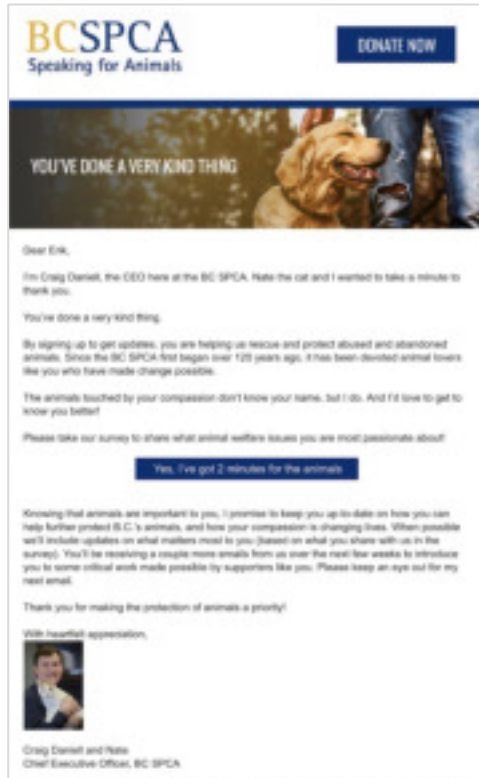 BCSPCA
Speaking for Animals
DONATE NOW
YOU'VE DONE A VERY KIND THING
Dear Erik,
I'm Craig Daniell, the CEO here at the BC SPCA. Nate the cat and I wanted to take a minute to
thank you.
You've done a very kind thing.
By signing up to get updates, you are helping us rescue and protect abused and abandoned
animals. Since the BC SPCA first began over 120 years ago, it has been devoted animal lovers
like you who have made change possible.
The animals touched by your compassion don't know your name, but I do. And I'd love to get to
know you better!
Please take our survey to share what animal welfare issues you are most passionate about!
Yes, I've got 2 minutes for the animals
Knowing that animals are important to you, I promise to keep you up-to-date on how you can
help further protect B.C.'s animals, and how your compassion is changing lives. When possible
we'll include updates on what matters most to you (based on what you share with us in the
survey). You'll be receiving a couple more emails from us over the next few weeks to introduce
you to some critical work made possible by supporters like you. Please keep an eye out for my
next email.
Thank you for making the protection of animals a priority!
With heartfelt appreciation,
Craig Daniell and Nate
Chief Executive Officer, BC SPCA